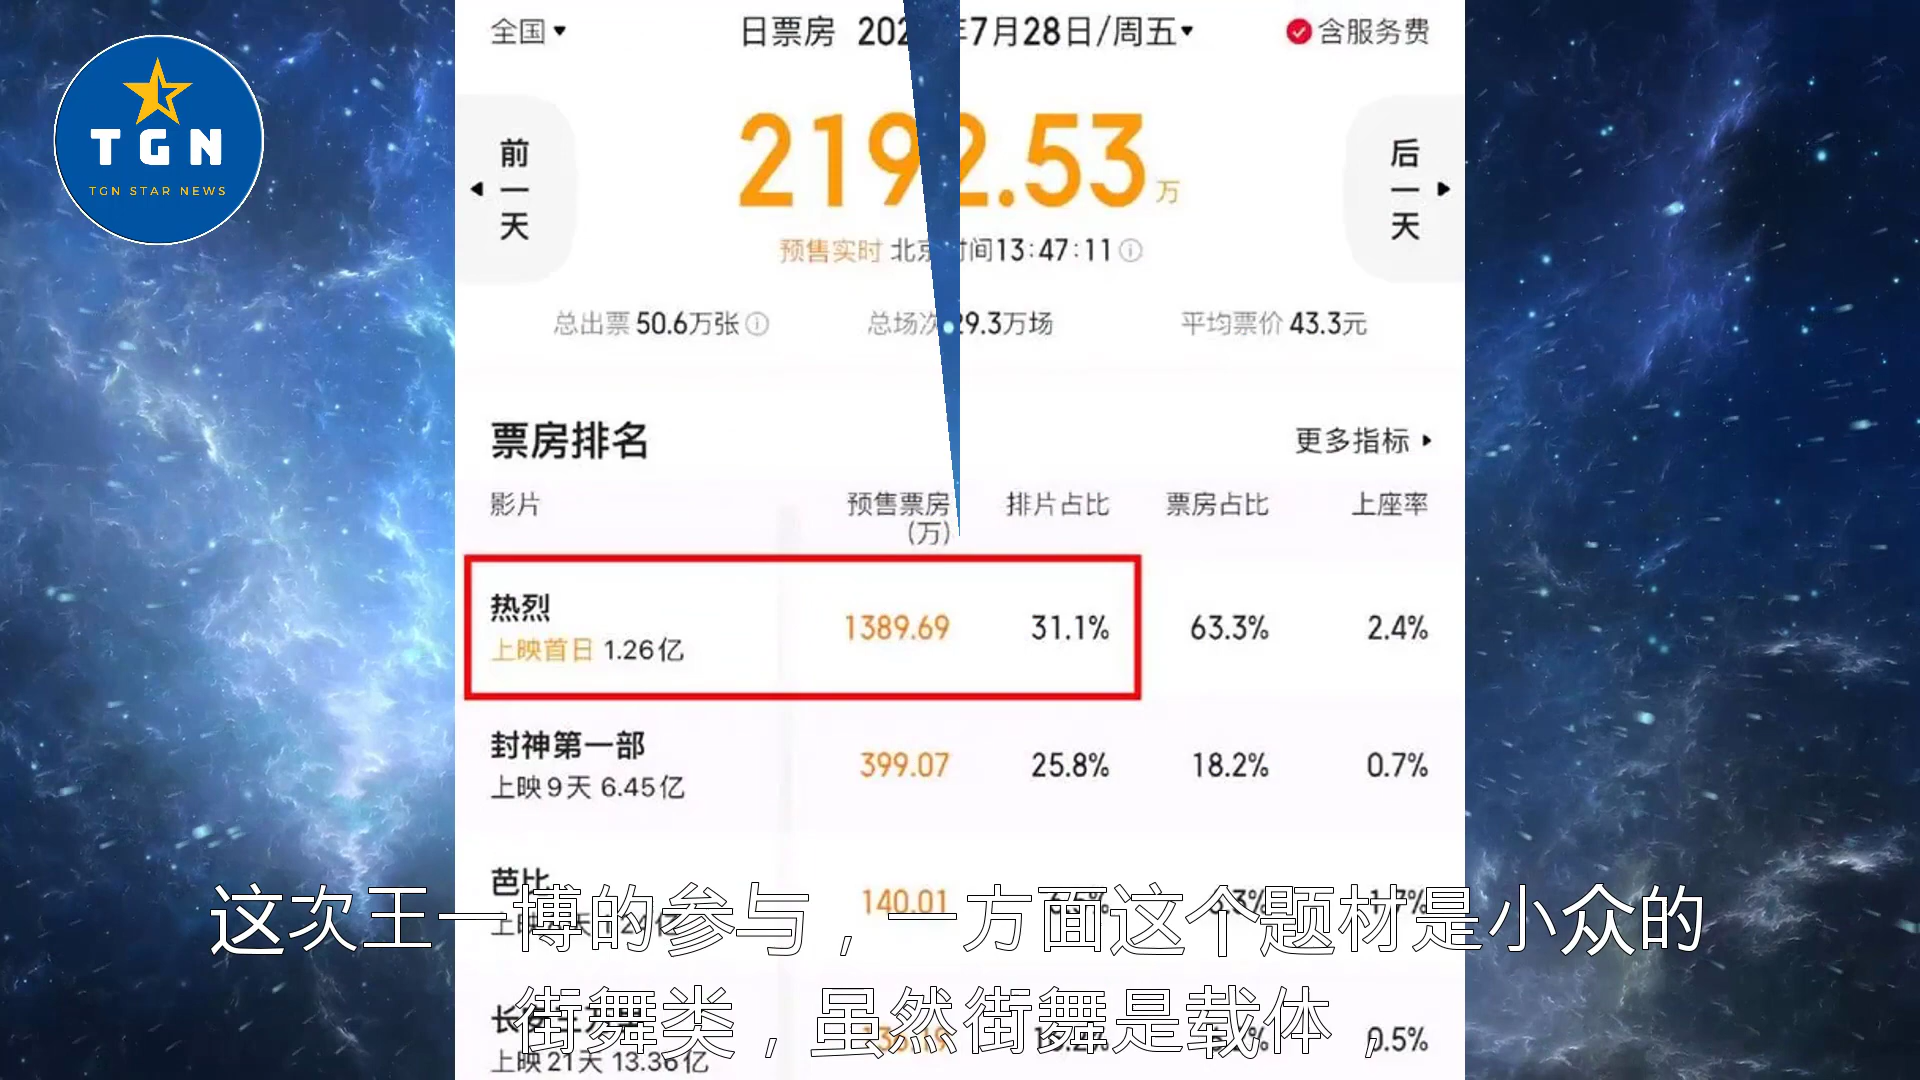 TGN
TGN STAR NEWS
全国
日票房 202 7月28日/周五
含服务费
前一天
2192.53万
后一天
预售实时 北京时间13:47:11
总出票 50.6万张
总场次 29.3万场
平均票价 43.3元
票房排名
更多指标
影片 预售票房(万) 排片占比 票房占比 上座率
热烈 1389.69 31.1% 63.3% 2.4%
上映首日 1.26亿
封神第一部 399.07 25.8% 18.2% 0.7%
上映9天 6.45亿
芭比 140.01
这次王一博的参与，一方面这个题材是小众的
街舞类，虽然街舞是载体，
0.5%
上映21天 13.36亿